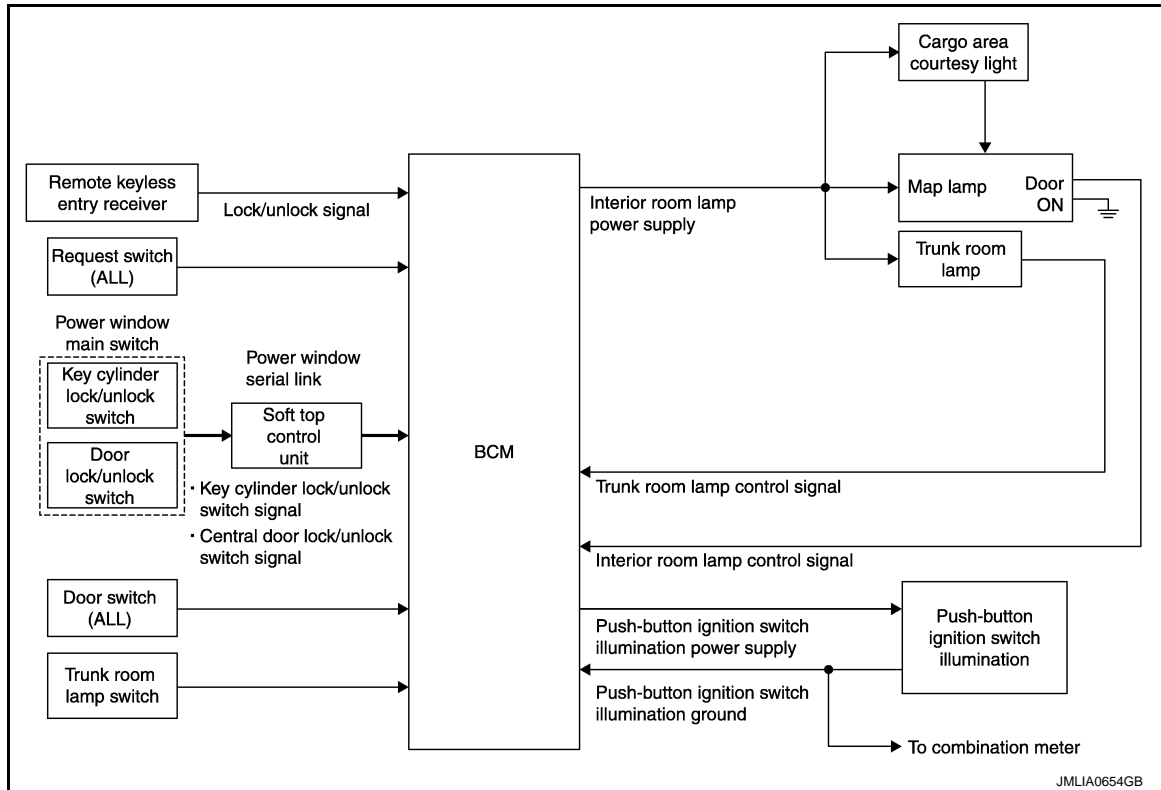 Cargo area
courtesy light
Remote keyless
entry receiver
Lock/unlock signal
Interior room lamp
power supply
Map lamp
Door
ON
Request switch
(ALL)
Trunk room
lamp
Power window
main switch
Key cylinder
lock/unlock
switch
Door
lock/unlock
switch
Power window
serial link
Soft top
control
unit
· Key cylinder lock/unlock
switch signal
· Central door lock/unlock
switch signal
BCM
Trunk room lamp control signal
Interior room lamp control signal
Door switch
(ALL)
Trunk room
lamp switch
Push-button ignition switch
illumination power supply
Push-button
ignition switch
illumination
Push-button ignition switch
illumination ground
To combination meter
JMLIA0654GB